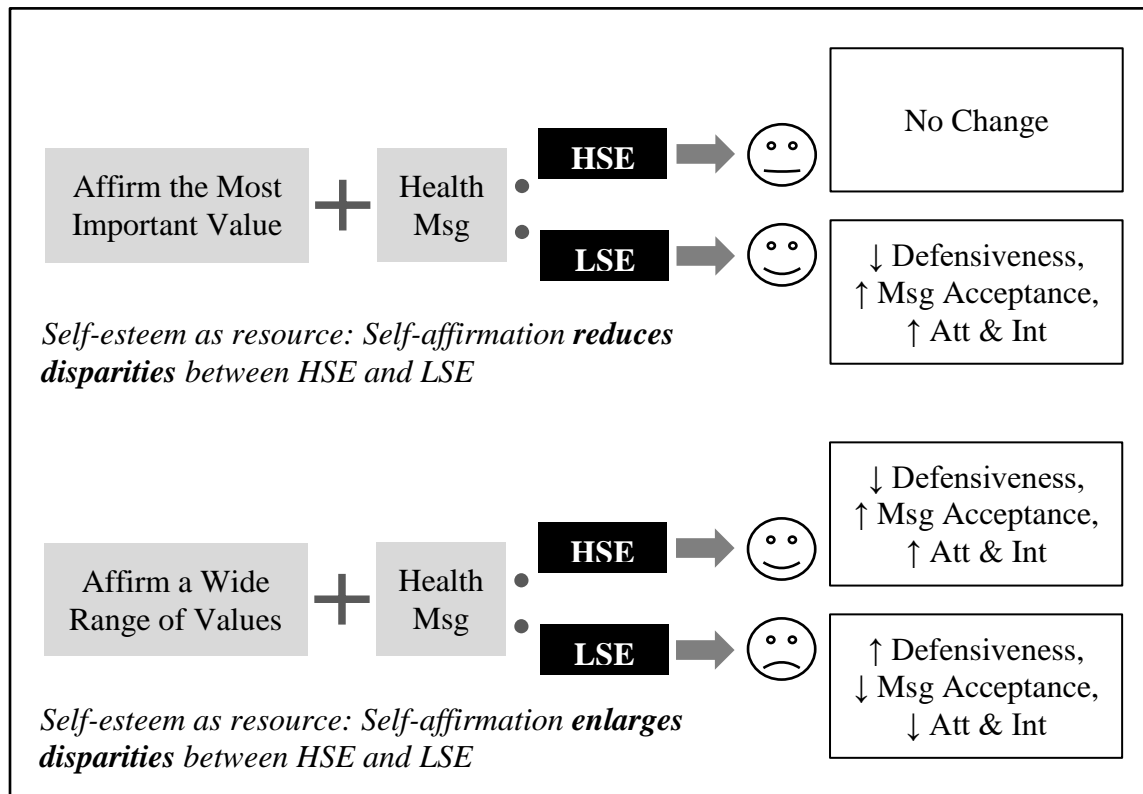 No Change
HSE
Affirm the Most
Important Value
Health
Msg
LSE
↓ Defensiveness,
↑ Msg Acceptance,
↑ Att & Int
Self-esteem as resource: Self-affirmation reduces
disparities between HSE and LSE
↓ Defensiveness,
↑ Msg Acceptance,
↑ Att & Int
HSE
Affirm a Wide
Range of Values
Health
Msg
LSE
↑ Defensiveness,
↓ Msg Acceptance,
↓ Att & Int
Self-esteem as resource: Self-affirmation enlarges
disparities between HSE and LSE